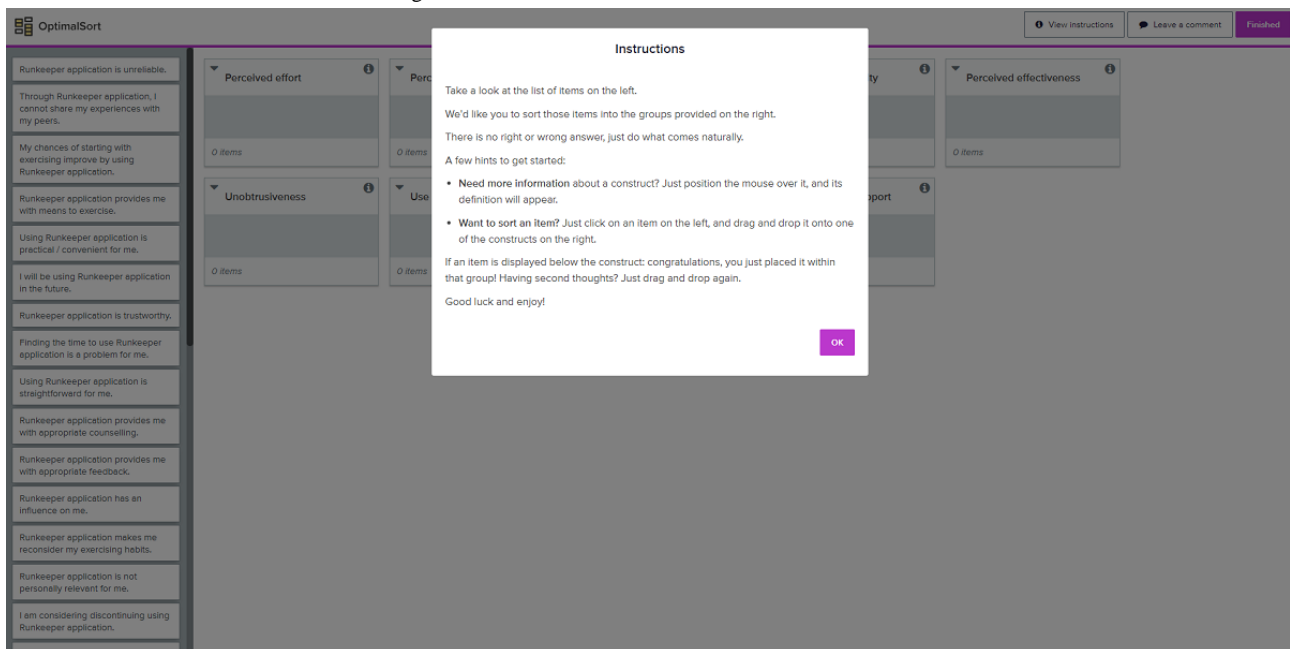 OptimalSort
View instructions
Leave a comment
Finished
Runkeeper application is unreliable.
Through Runkeeper application, I
cannot share my experiences with
my peers.
My chances of starting with
exercising improve by using
Runkeeper application.
Runkeeper application provides me
with means to exercise.
Using Runkeeper application is
practical / convenient for me.
I will be using Runkeeper application
in the future.
Runkeeper application is trustworthy.
Finding the time to use Runkeeper
application is a problem for me.
Using Runkeeper application is
straightforward for me.
Runkeeper application provides me
with appropriate counselling.
Runkeeper application provides me
with appropriate feedback.
Runkeeper application has an
influence on me.
Runkeeper application makes me
reconsider my exercising habits.
Runkeeper application is not
personally relevant for me.
I am considering discontinuing using
Runkeeper application.
Perceived effort
0 items
Perc
0 items
ty
Perceived effectiveness
0 items
Unobtrusiveness
0 items
Use
0 items
pport
Instructions
Take a look at the list of items on the left.
We'd like you to sort those items into the groups provided on the right.
There is no right or wrong answer, just do what comes naturally.
A few hints to get started:
• Need more information about a construct? Just position the mouse over it, and its
definition will appear.
• Want to sort an item? Just click on an item on the left, and drag and drop it onto one
of the constructs on the right.
If an item is displayed below the construct: congratulations, you just placed it within
that group! Having second thoughts? Just drag and drop again.
Good luck and enjoy!
OK